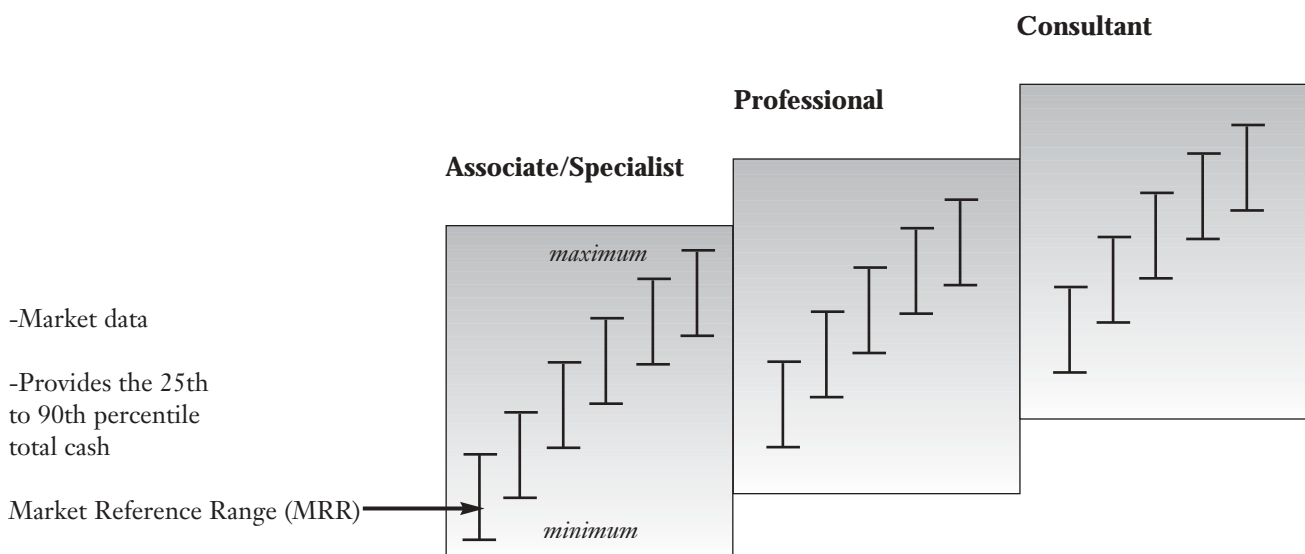 Consultant
Professional
Associate/Specialist
maximum
-Market data
-Provides the 25th
to 90th percentile
total cash
Market Reference Range (MRR)
minimum